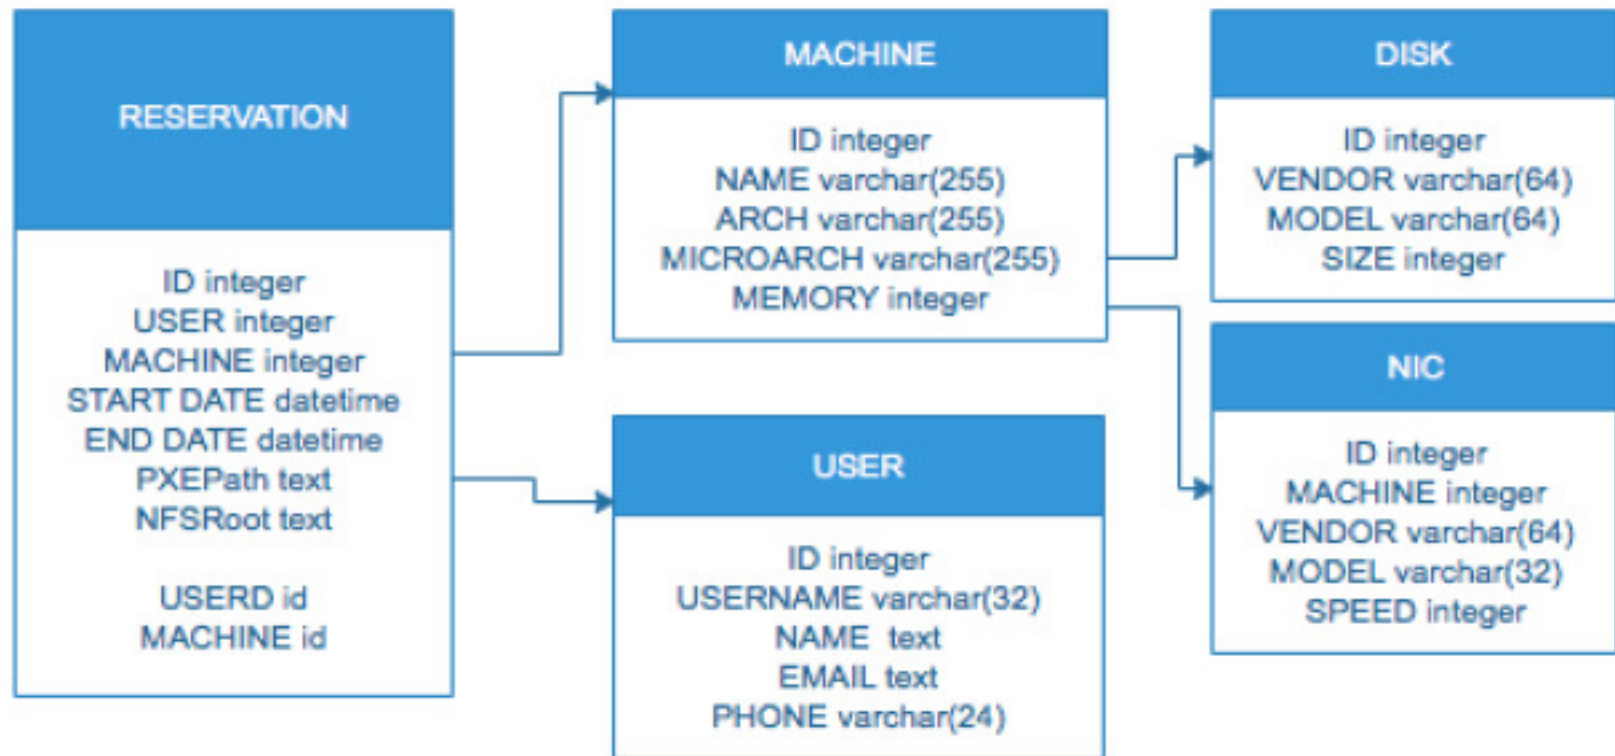 RESERVATION
ID integer
USER integer
MACHINE integer
START DATE datetime
END DATE datetime
PXEPath text
NFSRoot text
USERD id
MACHINE id
MACHINE
ID integer
NAME varchar(255)
ARCH varchar(255)
MICROARCH varchar(255)
MEMORY integer
USER
ID integer
USERNAME varchar(32)
NAME text
EMAIL text
PHONE varchar(24)
DISK
ID integer
VENDOR varchar(64)
MODEL varchar(64)
SIZE integer
NIC
ID integer
MACHINE integer
VENDOR varchar(64)
MODEL varchar(32)
SPEED integer